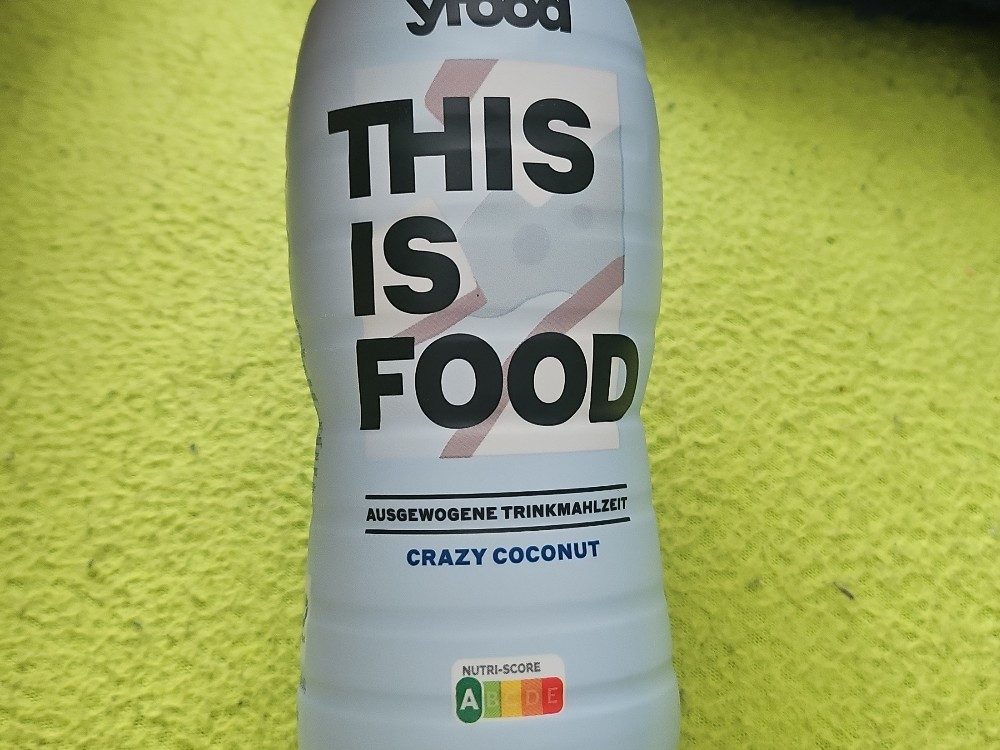 yfood
THIS
IS
FOOD
AUSGEWOGENE TRINKMAHLZEIT
CRAZY COCONUT
NUTRI-SCORE
A B C D E